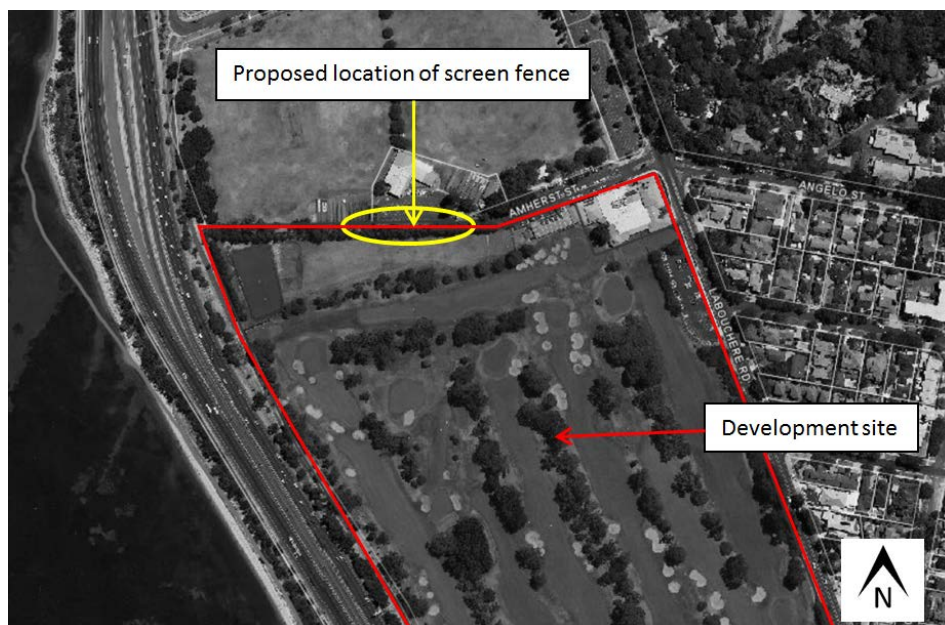 Proposed location of screen fence
AMHERST ST
ANGELO ST
LABOUCHERE RD
Development site
N